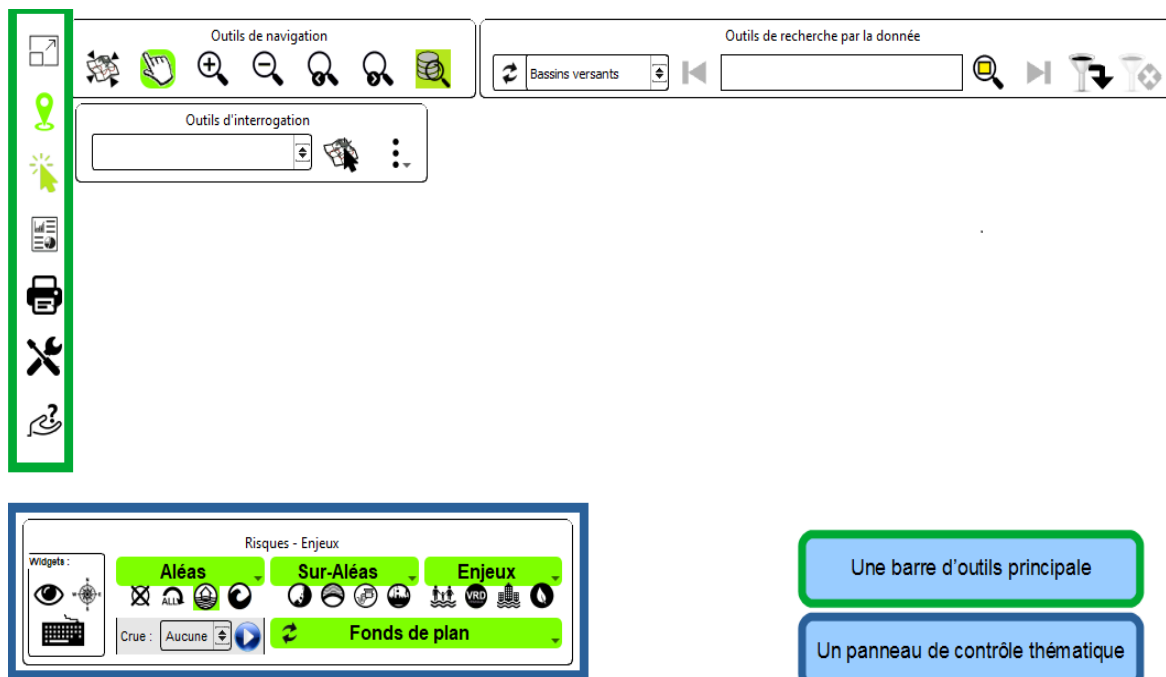 Outils de navigation
Outils de recherche par la donnée
Bassins versants
Outils d'interrogation
Risques - Enjeux
Widgets :
Aléas
Sur-Aléas
Enjeux
ALL
VRD
Crue :
Aucune
Fonds de plan
Une barre d'outils principale
Un panneau de contrôle thématique